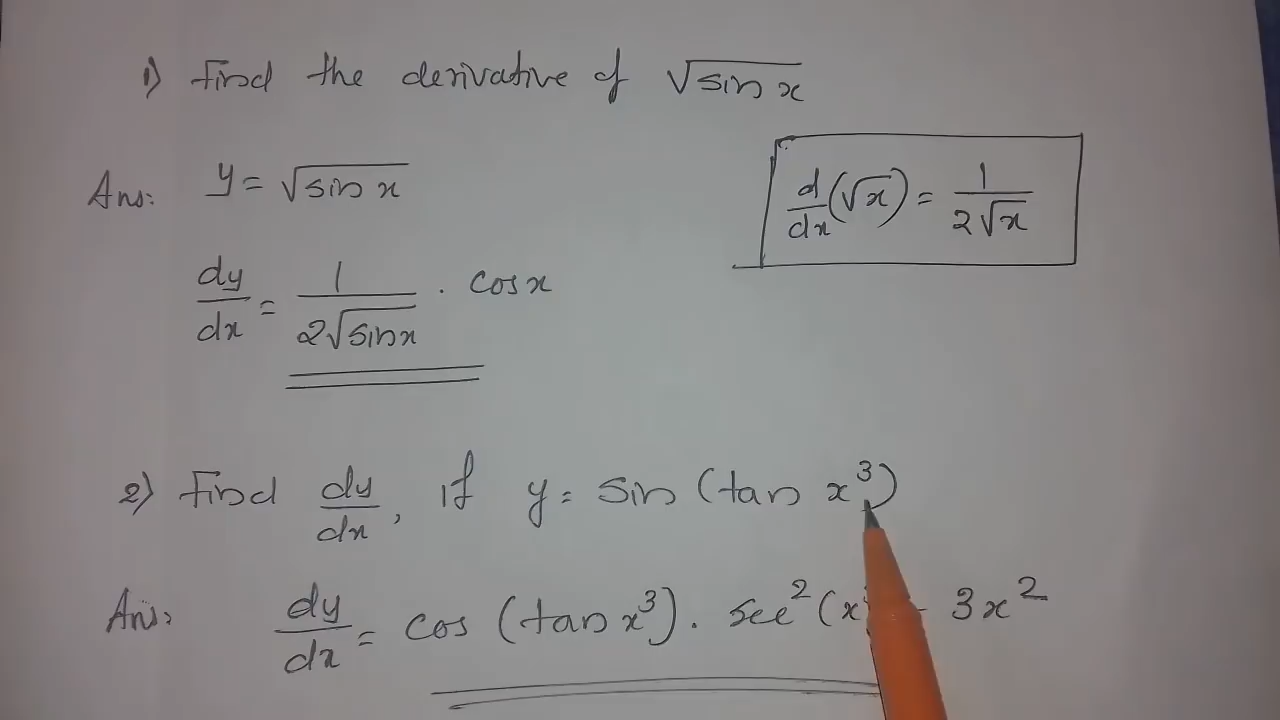 1) Find the derivative of √sin x
Ans: y = √sin x
d/dx (√x) = 1/2√x
dy/dx = 1/2√sin x . cos x
2) Find dy/dx, if y = sin (tan x³)
Ans: dy/dx = cos (tan x³) . sec² (x 3x²